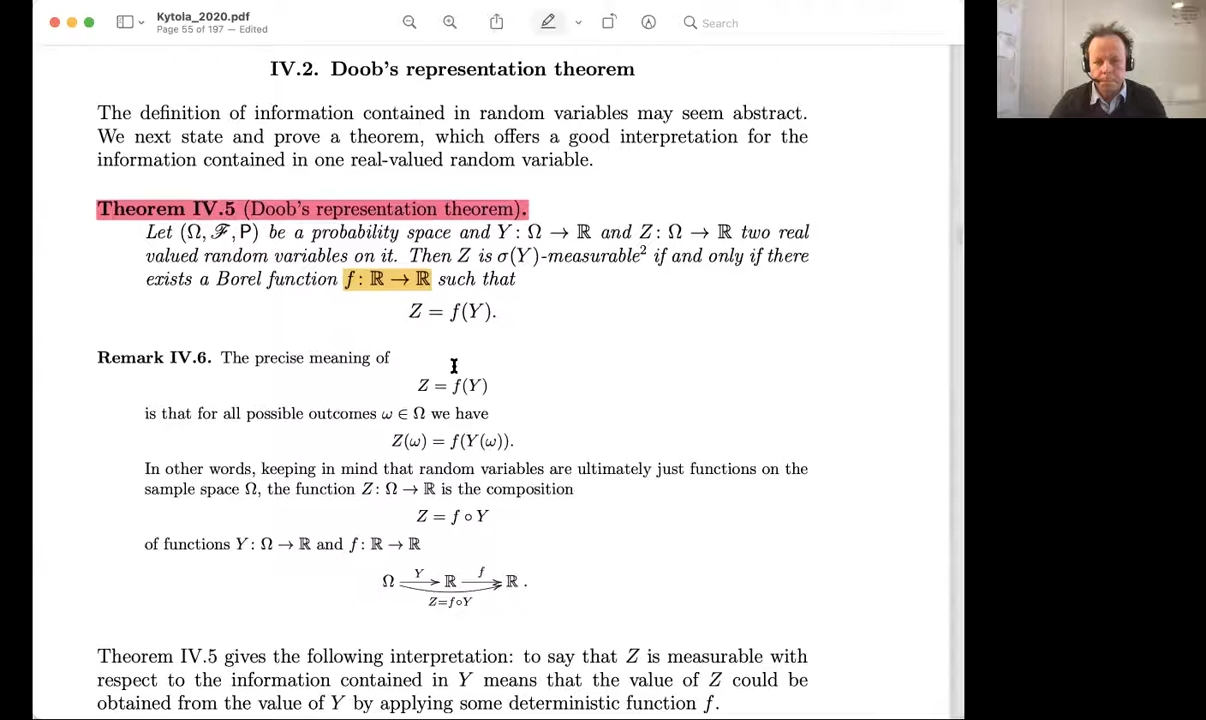 Kytola_2020.pdf
Page 55 of 197 — Edited
Search
IV.2. Doob's representation theorem
The definition of information contained in random variables may seem abstract.
We next state and prove a theorem, which offers a good interpretation for the
information contained in one real-valued random variable.
Theorem IV.5 (Doob's representation theorem).
Let (Ω, ℱ, P) be a probability space and Y : Ω → ℝ and Z : Ω → ℝ two real
valued random variables on it. Then Z is σ(Y)-measurable² if and only if there
exists a Borel function f : ℝ → ℝ such that
Z = f(Y).
Remark IV.6. The precise meaning of
Z = f(Y)
is that for all possible outcomes ω ∈ Ω we have
Z(ω) = f(Y(ω)).
In other words, keeping in mind that random variables are ultimately just functions on the
sample space Ω, the function Z : Ω → ℝ is the composition
Z = f ∘ Y
of functions Y : Ω → ℝ and f : ℝ → ℝ
Y f
Ω → ℝ → ℝ .
Z=f∘Y
Theorem IV.5 gives the following interpretation: to say that Z is measurable with
respect to the information contained in Y means that the value of Z could be
obtained from the value of Y by applying some deterministic function f.